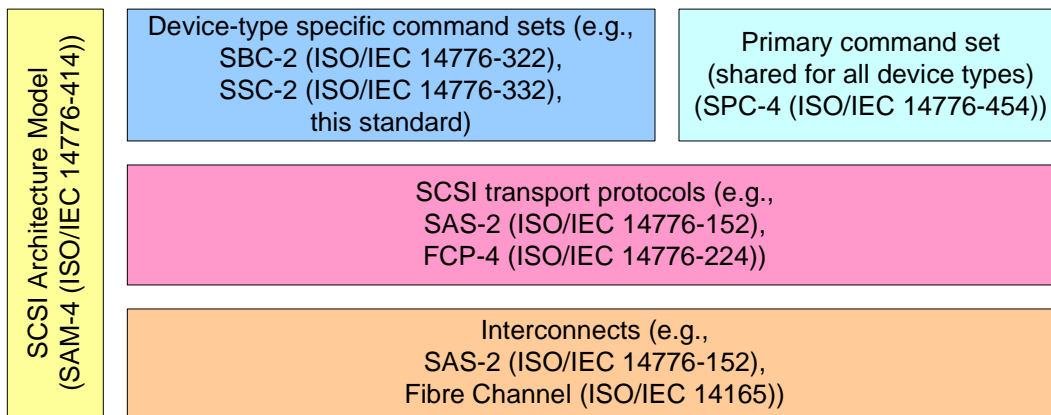 SCSI Architecture Model
(SAM-4 (ISO/IEC 14776-414))
Device-type specific command sets (e.g.,
SBC-2 (ISO/IEC 14776-322),
SSC-2 (ISO/IEC 14776-332),
this standard)
Primary command set
(shared for all device types)
(SPC-4 (ISO/IEC 14776-454))
SCSI transport protocols (e.g.,
SAS-2 (ISO/IEC 14776-152),
FCP-4 (ISO/IEC 14776-224))
Interconnects (e.g.,
SAS-2 (ISO/IEC 14776-152),
Fibre Channel (ISO/IEC 14165))